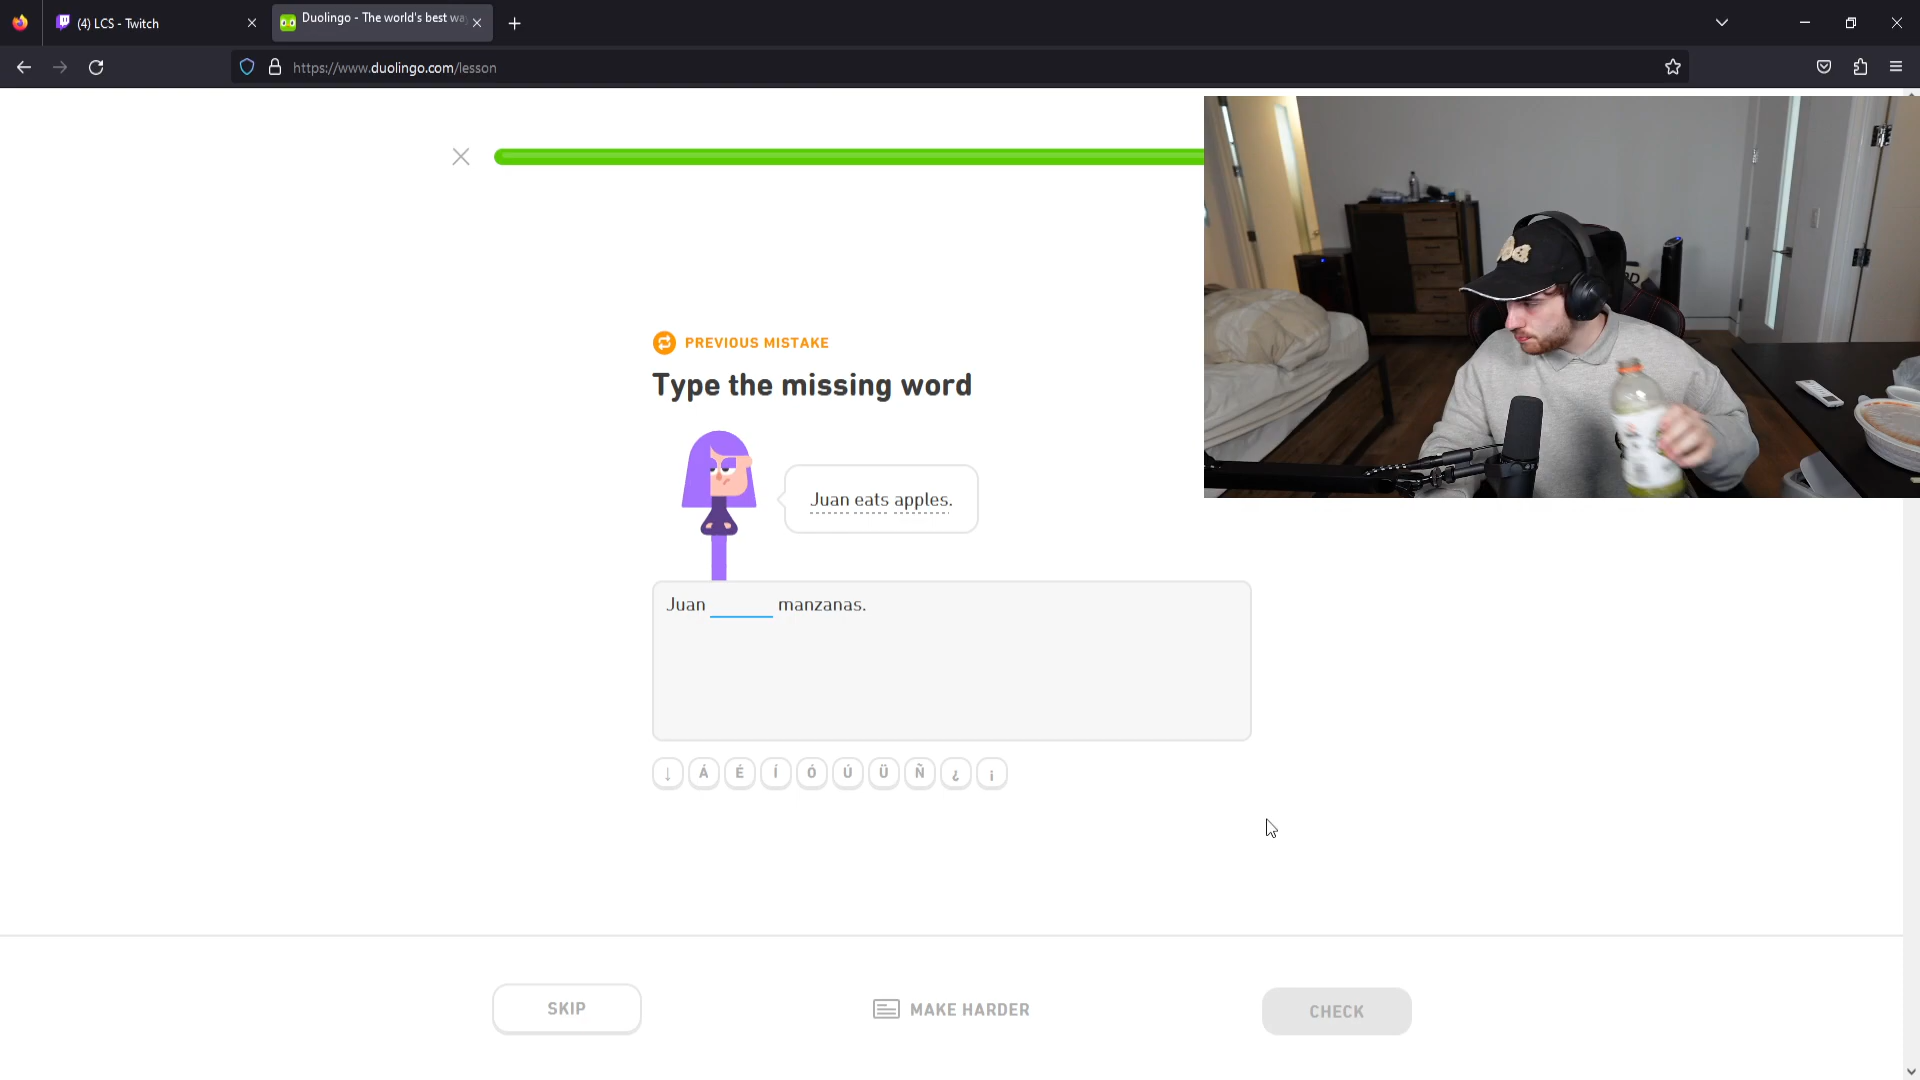 (4) LCS - Twitch
Duolingo - The world's best wa
https://www.duolingo.com/lesson
PREVIOUS MISTAKE
Type the missing word
Juan eats apples.
Juan ______ manzanas.
↓ Á É Í Ó Ú Ü Ñ ¿ ¡
SKIP
MAKE HARDER
CHECK